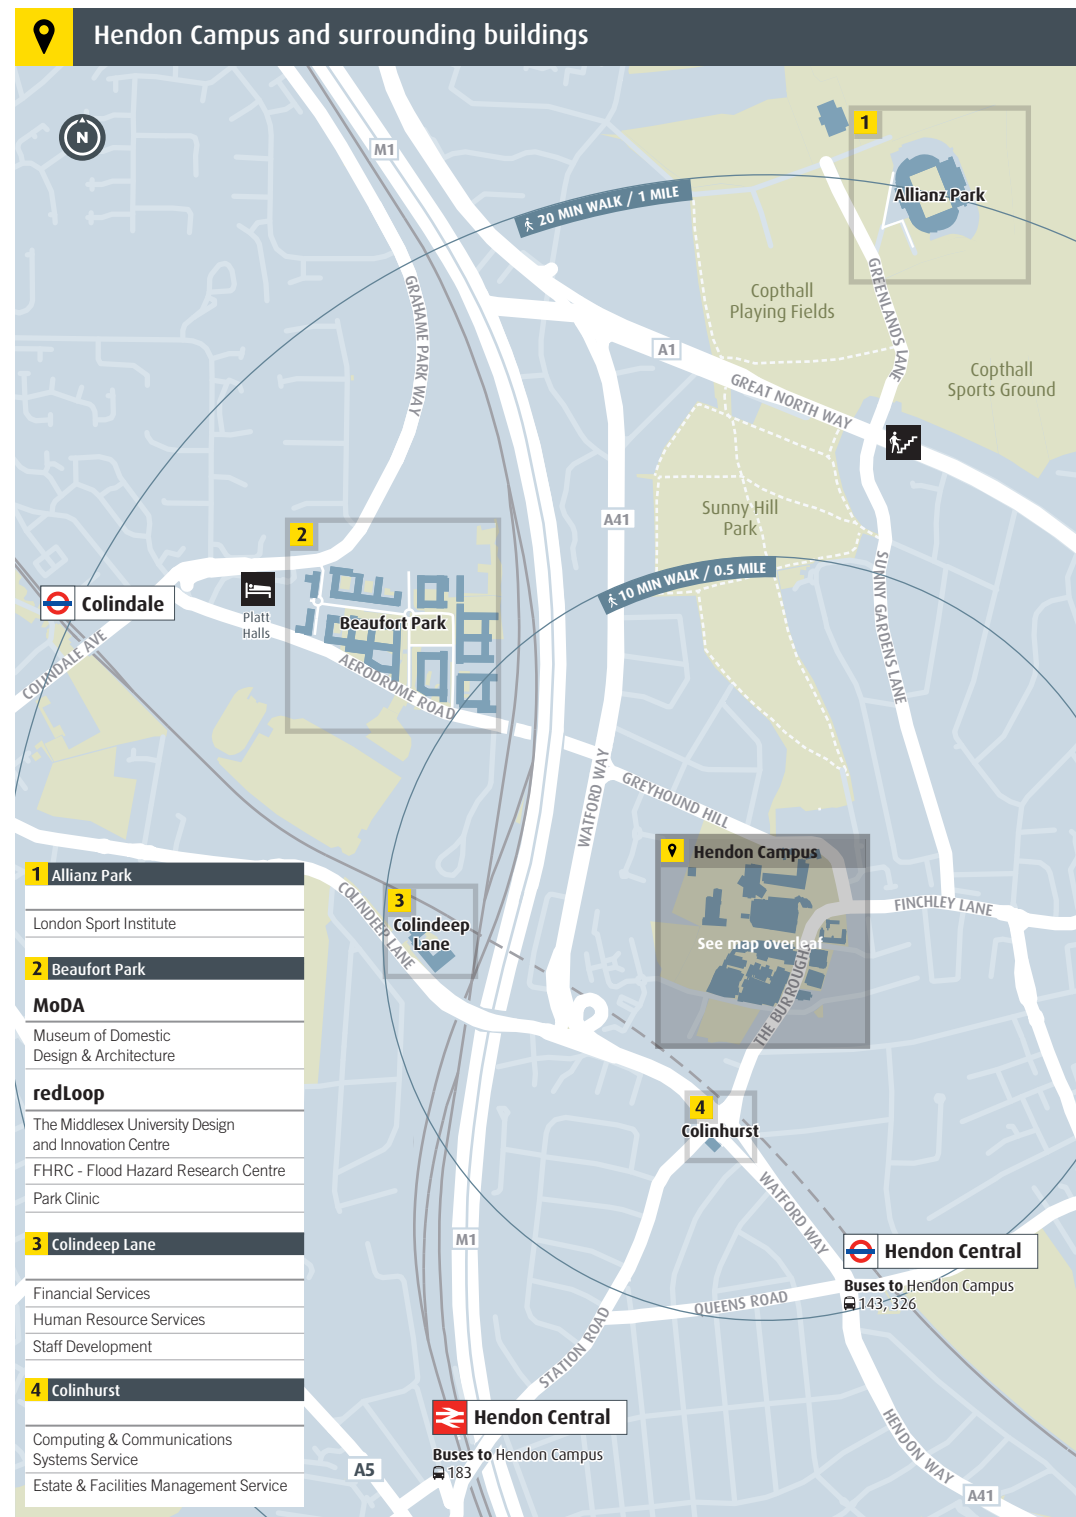 Hendon Campus and surrounding buildings
N
M1
1
Allianz Park
20 MIN WALK / 1 MILE
GRAHAME PARK WAY
GREENLANDS LANE
Copthall
Playing Fields
A1
GREAT NORTH WAY
Copthall
Sports Ground
A41
Sunny Hill
Park
2
10 MIN WALK / 0.5 MILE
SUNNY GARDENS LANE
Colindale
Platt
Halls
Beaufort Park
COLINDALE AVE
AERODROME ROAD
WATFORD WAY
GREYHOUND HILL
Hendon Campus
See map overleaf
THE BURROUGHS
FINCHLEY LANE
3
Colindeep
Lane
COLINDEEP LANE
4
Colinhurst
WATFORD WAY
M1
Hendon Central
Buses to Hendon Campus
143, 326
QUEENS ROAD
STATION ROAD
Hendon Central
Buses to Hendon Campus
183
A5
HENDON WAY
A41
1 Allianz Park
London Sport Institute
2 Beaufort Park
MoDA
Museum of Domestic
Design & Architecture
redLoop
The Middlesex University Design
and Innovation Centre
FHRC - Flood Hazard Research Centre
Park Clinic
3 Colindeep Lane
Financial Services
Human Resource Services
Staff Development
4 Colinhurst
Computing & Communications
Systems Service
Estate & Facilities Management Service